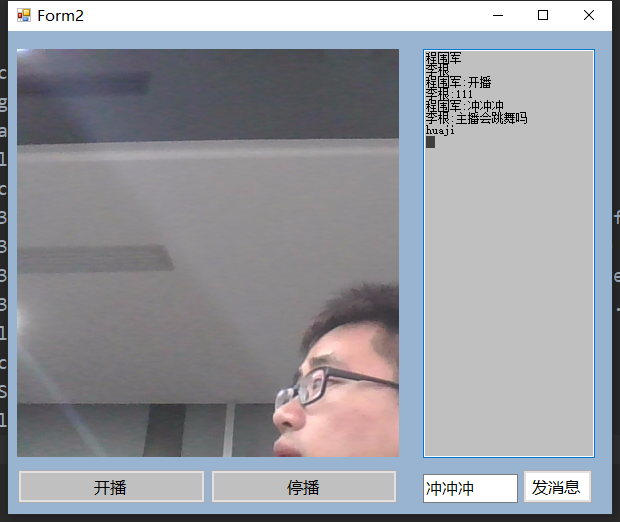 Form2
程国军
李根
程国军:开播
李根:111
程国军:冲冲冲
李根:主播会跳舞吗
huaji
开播
停播
冲冲冲
发消息